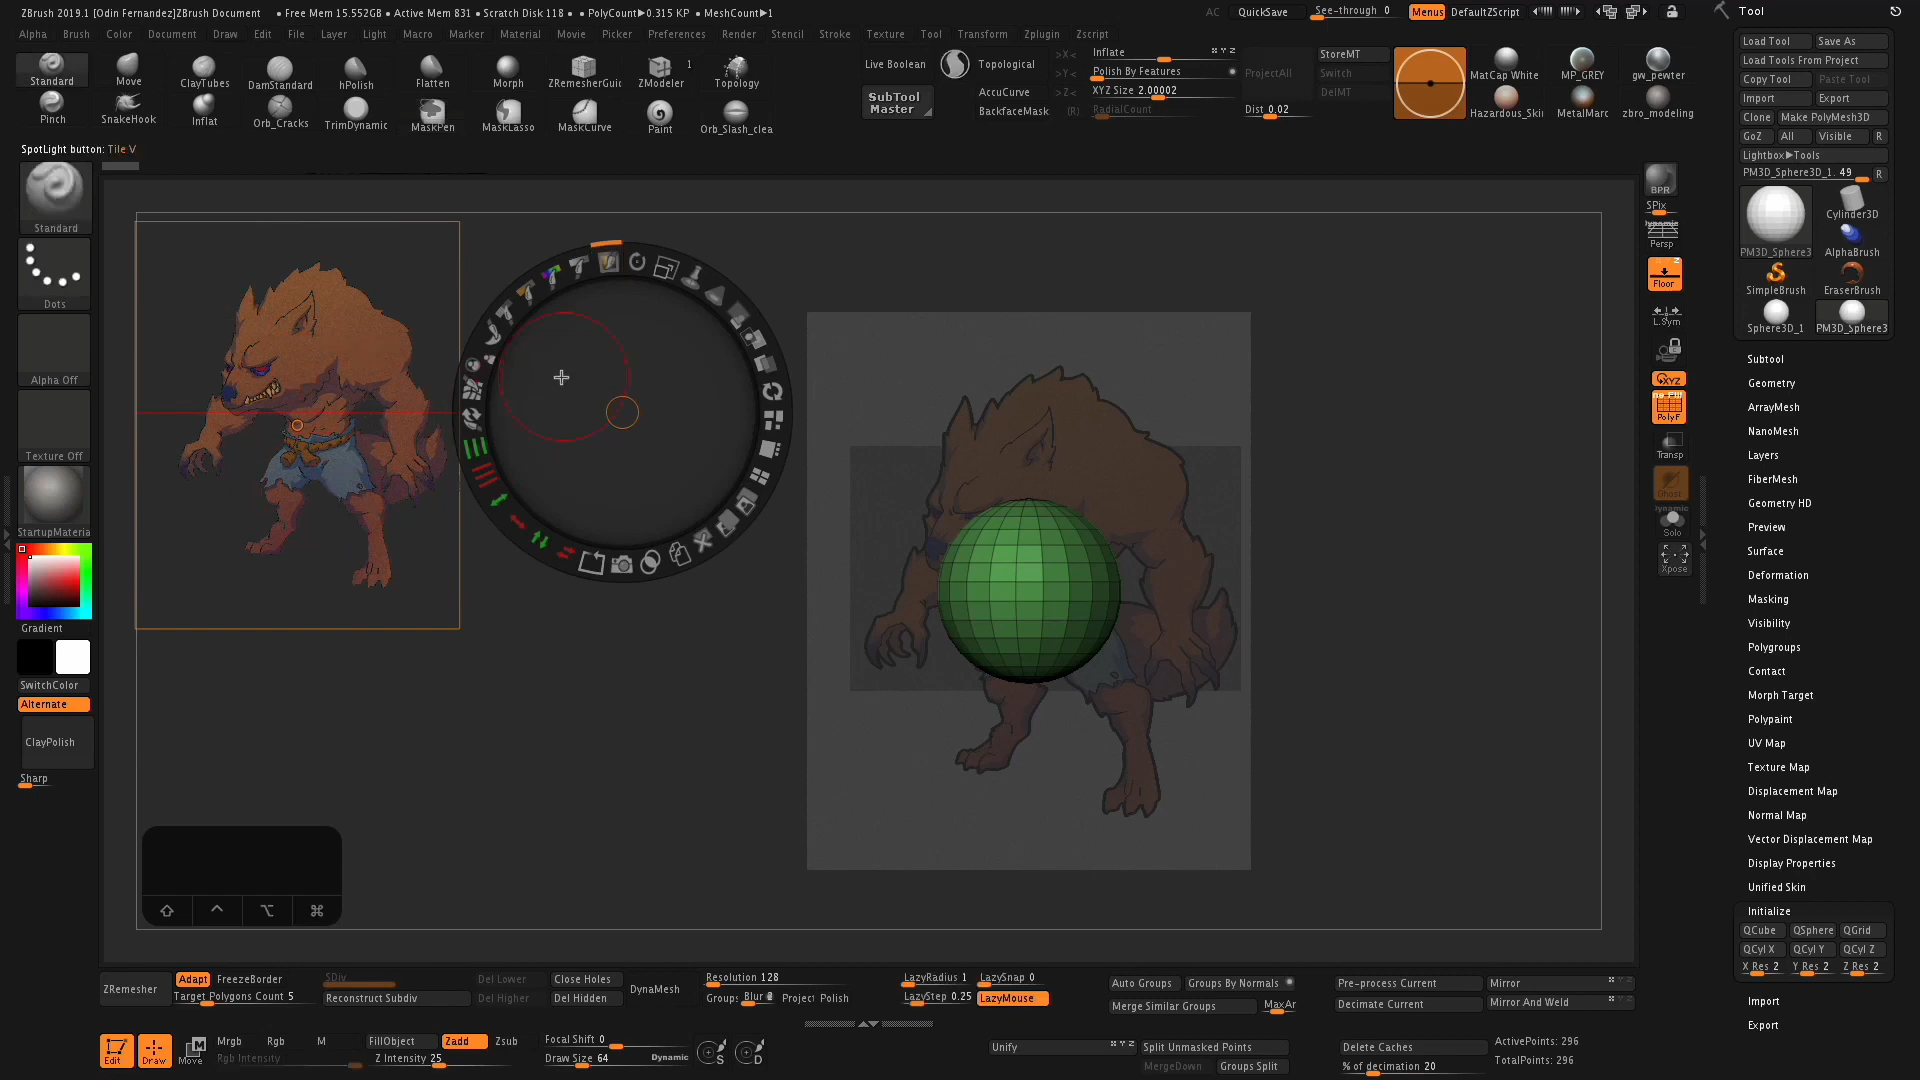 ZBrush 2019.1 [Odin Fernandez]ZBrush Document • Free Mem 15.552GB • Active Mem 831 • Scratch Disk 118 • • PolyCount▶0.315 KP • MeshCount▶1
AC QuickSave See-through 0 Menus DefaultZScript
Tool
Alpha Brush Color Document Draw Edit File Layer Light Macro Marker Material Movie Picker Preferences Render Stencil Stroke Texture Tool Transform Zplugin Zscript
Standard Move ClayTubes DamStandard hPolish Flatten Morph ZRemesherGuid ZModeler 1 Topology
Pinch SnakeHook Inflat Orb_Cracks TrimDynamic MaskPen MaskLasso MaskCurve Paint Orb_Slash_clea
Live Boolean
SubTool Master
Topological
AccuCurve
BackfaceMask (R)
>X<
>Y<
>Z<
Inflate
Polish By Features
XYZ Size 2.00002
RadialCount
ProjectAll
Dist 0.02
StoreMT
Switch
DelMT
MatCap White MP_GREY gw_pewter
Hazardous_Skin MetalMarc zbro_modeling
SpotLight button: Tile V
Standard
Dots
Alpha Off
Texture Off
StartupMateria
Gradient
SwitchColor
Alternate
ClayPolish
Sharp
BPR
SPix
Dynamic
Persp
Floor
L.Sym
XYZ
PolyF
Transp
Ghost
Dynamic
Solo
Xpose
Load Tool Save As
Load Tools From Project
Copy Tool Paste Tool
Import Export
Clone Make PolyMesh3D
GoZ All Visible R
Lightbox▶Tools
PM3D_Sphere3D_1. 49 R
PM3D_Sphere3 Cylinder3D
AlphaBrush
SimpleBrush EraserBrush
Sphere3D_1 PM3D_Sphere3
Subtool
Geometry
ArrayMesh
NanoMesh
Layers
FiberMesh
Geometry HD
Preview
Surface
Deformation
Masking
Visibility
Polygroups
Contact
Morph Target
Polypaint
UV Map
Texture Map
Displacement Map
Normal Map
Vector Displacement Map
Display Properties
Unified Skin
Initialize
QCube QSphere QGrid
QCyl X QCyl Y QCyl Z
X Res 2 Y Res 2 Z Res 2
Import
Export
ZRemesher
Adapt FreezeBorder
Target Polygons Count 5
SDiv
Reconstruct Subdiv
Del Lower
Del Higher
Close Holes
Del Hidden
DynaMesh
Resolution 128
Groups Blur 2 Project Polish
LazyRadius 1 LazySnap 0
LazyStep 0.25 LazyMouse
Auto Groups Groups By Normals
Merge Similar Groups MaxAr
Pre-process Current
Decimate Current
Mirror
Mirror And Weld
Edit Draw Move
Mrgb Rgb M
Rgb Intensity
FillObject Zadd Zsub
Z Intensity 25
Focal Shift 0
Draw Size 64 Dynamic
S D
Unify
Split Unmasked Points
MergeDown Groups Split
Delete Caches
% of decimation 20
ActivePoints: 296
TotalPoints: 296